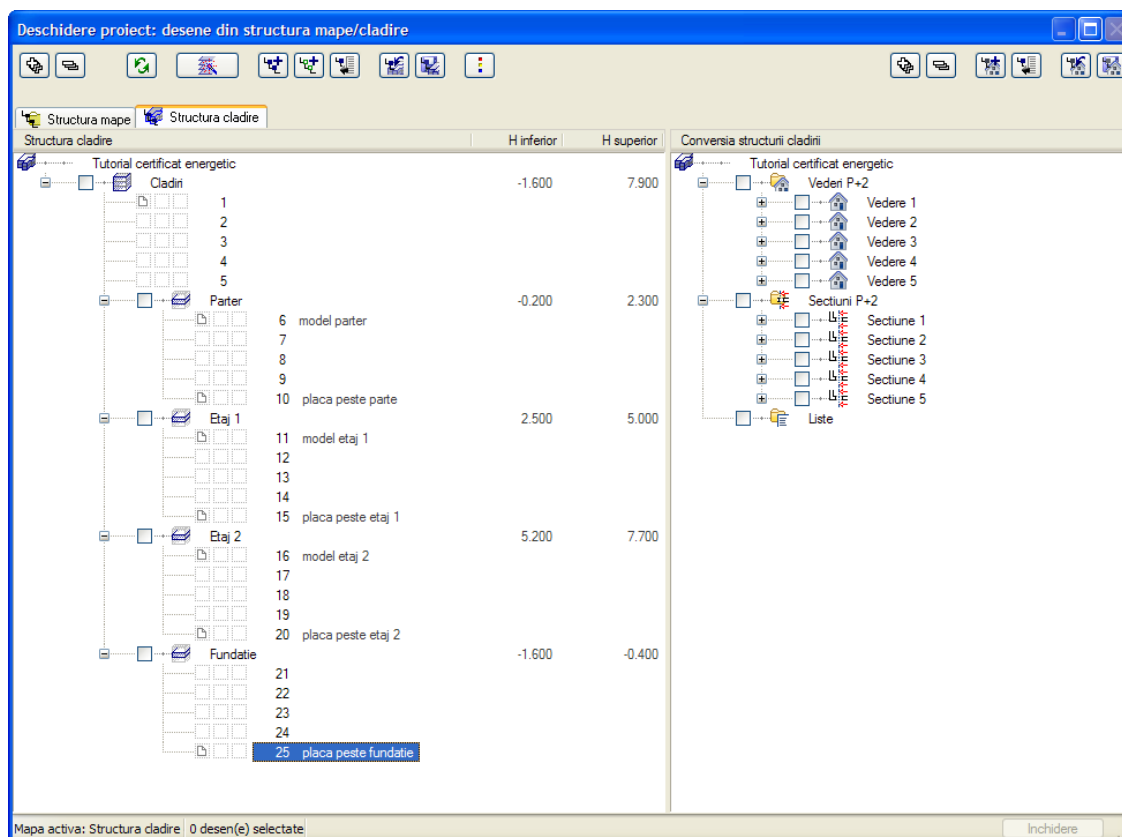 Deschidere proiect: desene din structura mape/cladire
Structura mape Structura cladire
Structura cladire H inferior H superior Conversia structurii cladirii
Tutorial certificat energetic Tutorial certificat energetic
Cladiri -1.600 7.900 Vederi P+2
1 Vedere 1
2 Vedere 2
3 Vedere 3
4 Vedere 4
5 Vedere 5
Parter -0.200 2.300 Sectiuni P+2
6 model parter Sectiune 1
7 Sectiune 2
8 Sectiune 3
9 Sectiune 4
10 placa peste parte Sectiune 5
Etaj 1 2.500 5.000 Liste
11 model etaj 1
12
13
14
15 placa peste etaj 1
Etaj 2 5.200 7.700
16 model etaj 2
17
18
19
20 placa peste etaj 2
Fundatie -1.600 -0.400
21
22
23
24
25 placa peste fundatie
Mapa activa: Structura cladire 0 desen(e) selectate Inchidere